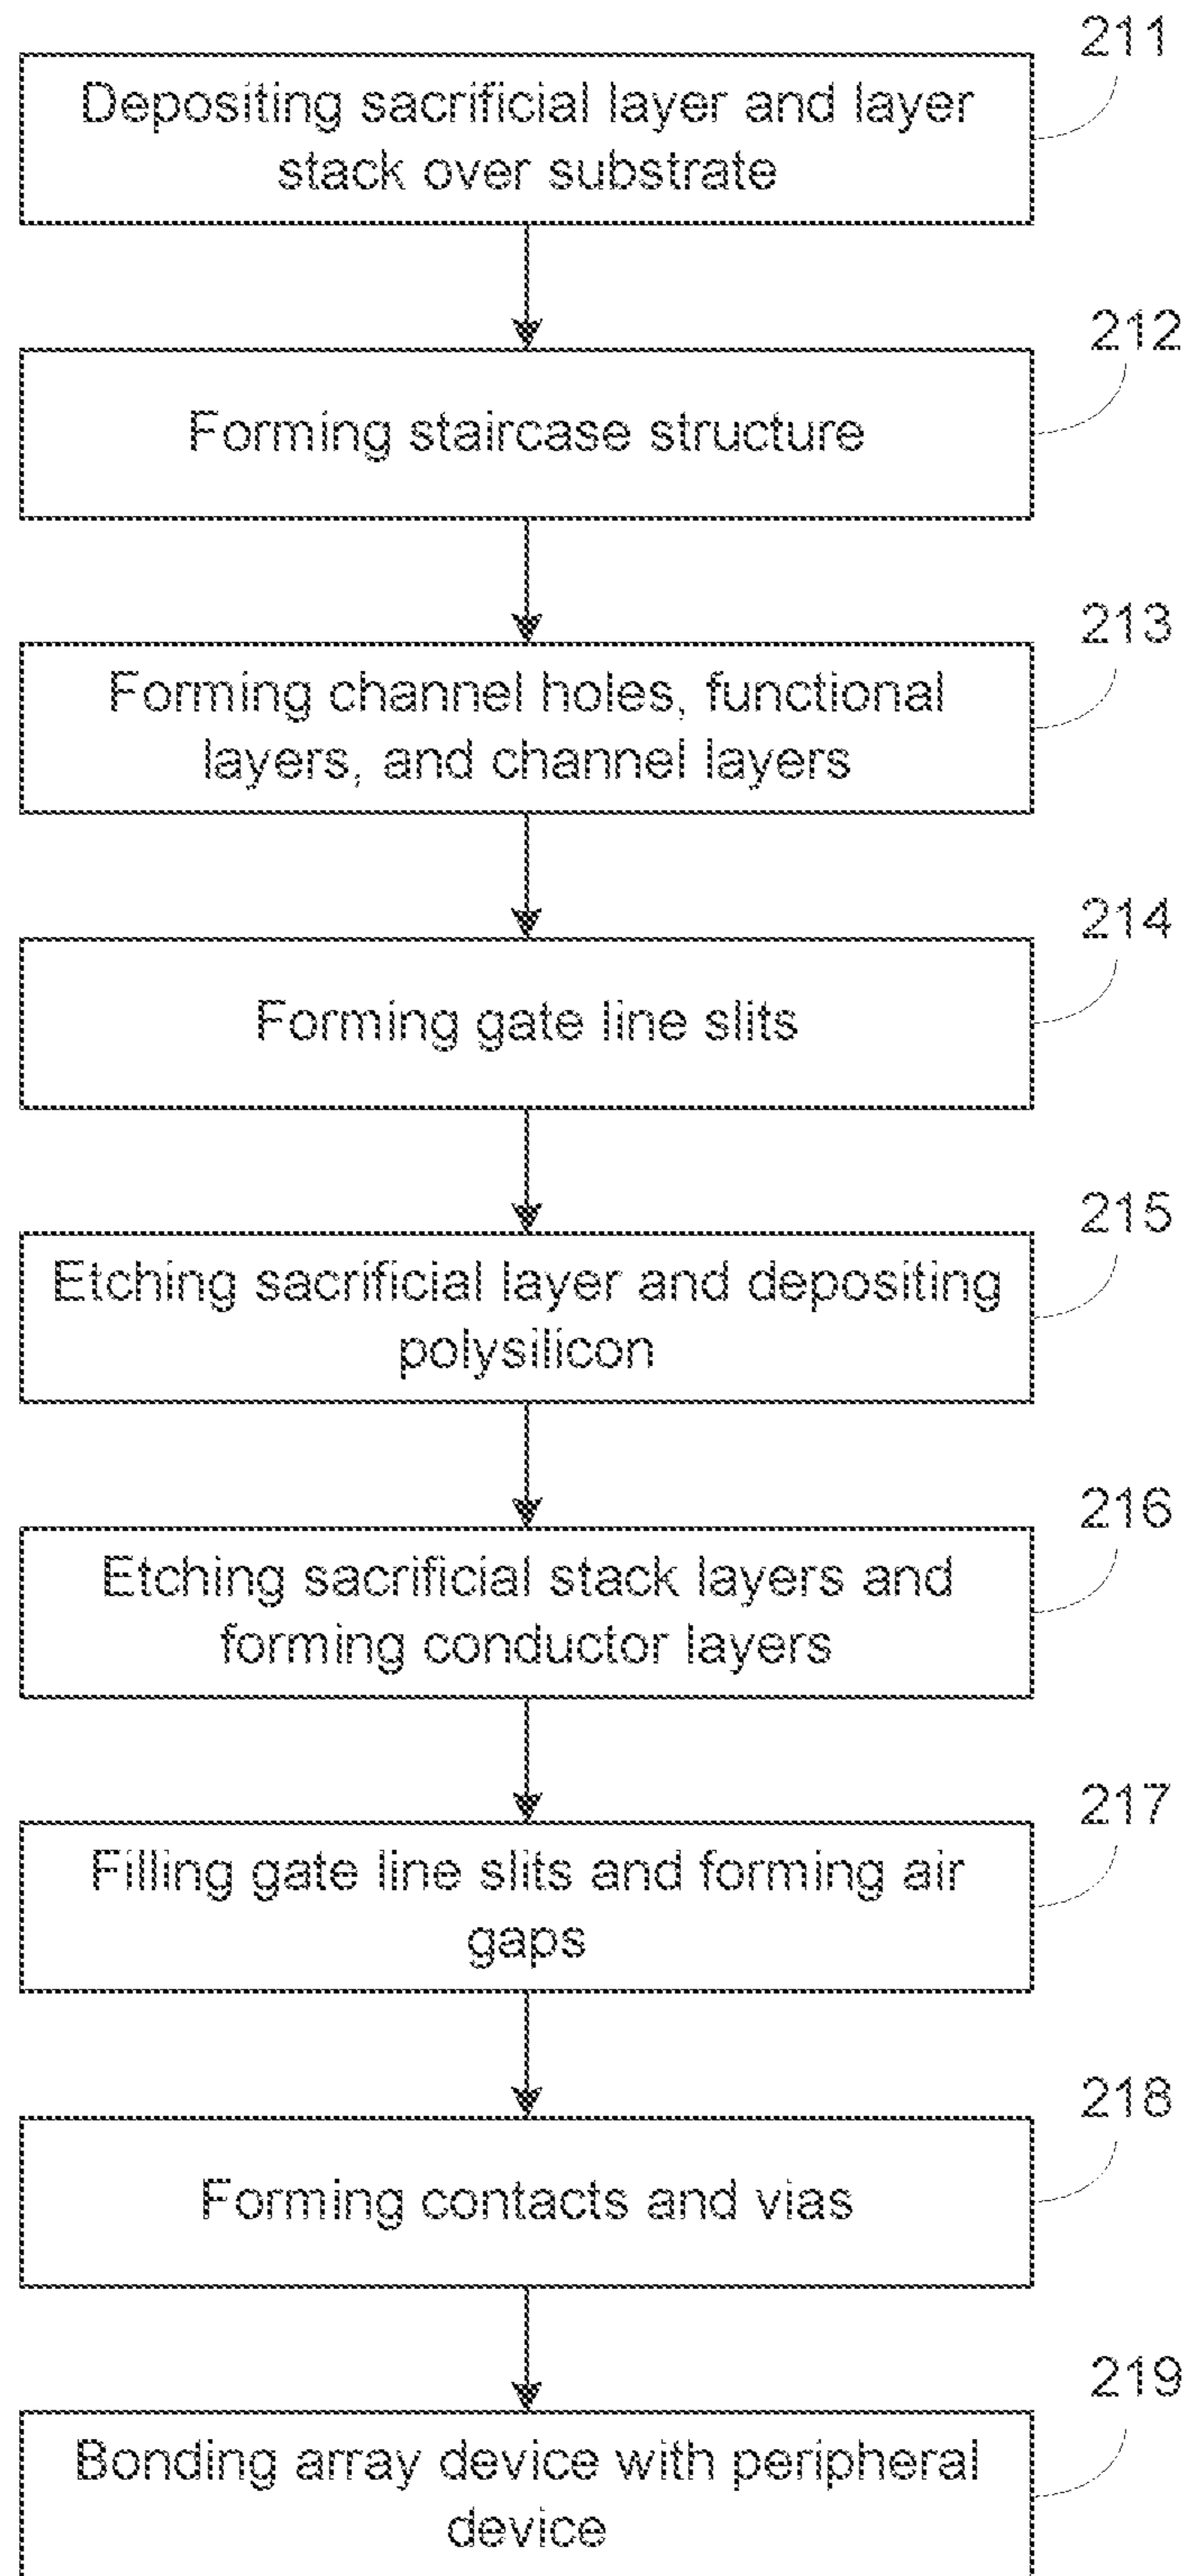 211
Depositing sacrificial layer and layer
stack over substrate
212
Forming staircase structure
213
Forming channel holes, functional
layers, and channel layers
214
Forming gate line slits
215
Etching sacrificial layer and depositing
polysilicon
216
Etching sacrificial stack layers and
forming conductor layers
217
Filling gate line slits and forming air
gaps
218
Forming contacts and vias
219
Bonding array device with peripheral
device